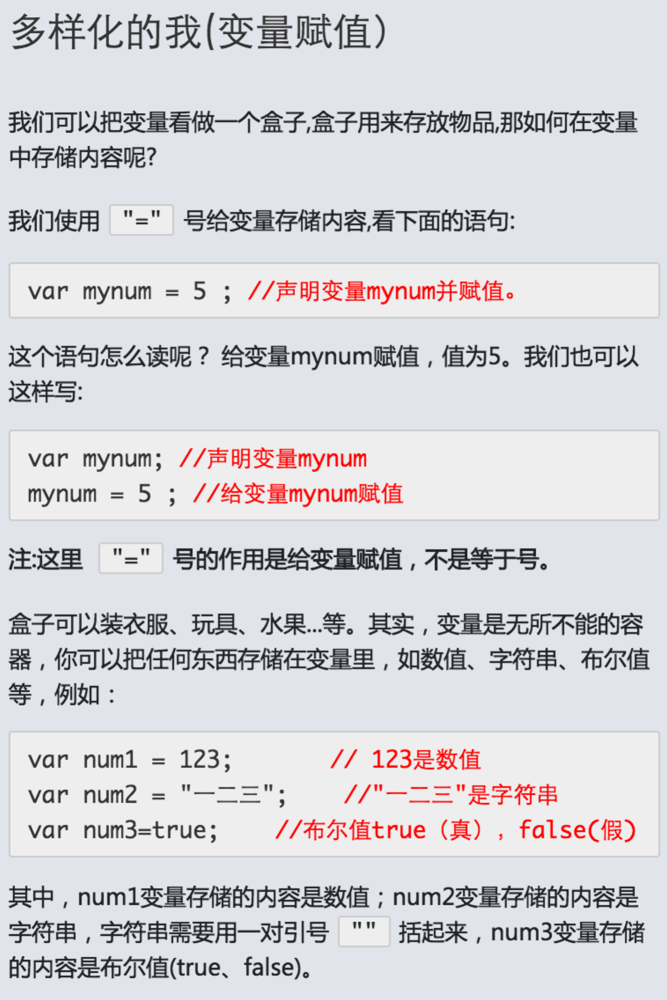 多样化的我(变量赋值）
我们可以把变量看做一个盒子,盒子用来存放物品,那如何在变量
中存储内容呢?
我们使用 "=" 号给变量存储内容,看下面的语句:
var mynum = 5 ; //声明变量mynum并赋值。
这个语句怎么读呢？ 给变量mynum赋值，值为5。我们也可以
这样写:
var mynum; //声明变量mynum
mynum = 5 ; //给变量mynum赋值
注:这里 "=" 号的作用是给变量赋值，不是等于号。
盒子可以装衣服、玩具、水果...等。其实，变量是无所不能的容
器，你可以把任何东西存储在变量里，如数值、字符串、布尔值
等，例如：
var num1 = 123;       // 123是数值
var num2 = "一二三";    //"一二三"是字符串
var num3=true;    //布尔值true（真），false(假)
其中，num1变量存储的内容是数值；num2变量存储的内容是
字符串，字符串需要用一对引号 "" 括起来，num3变量存储
的内容是布尔值(true、false)。